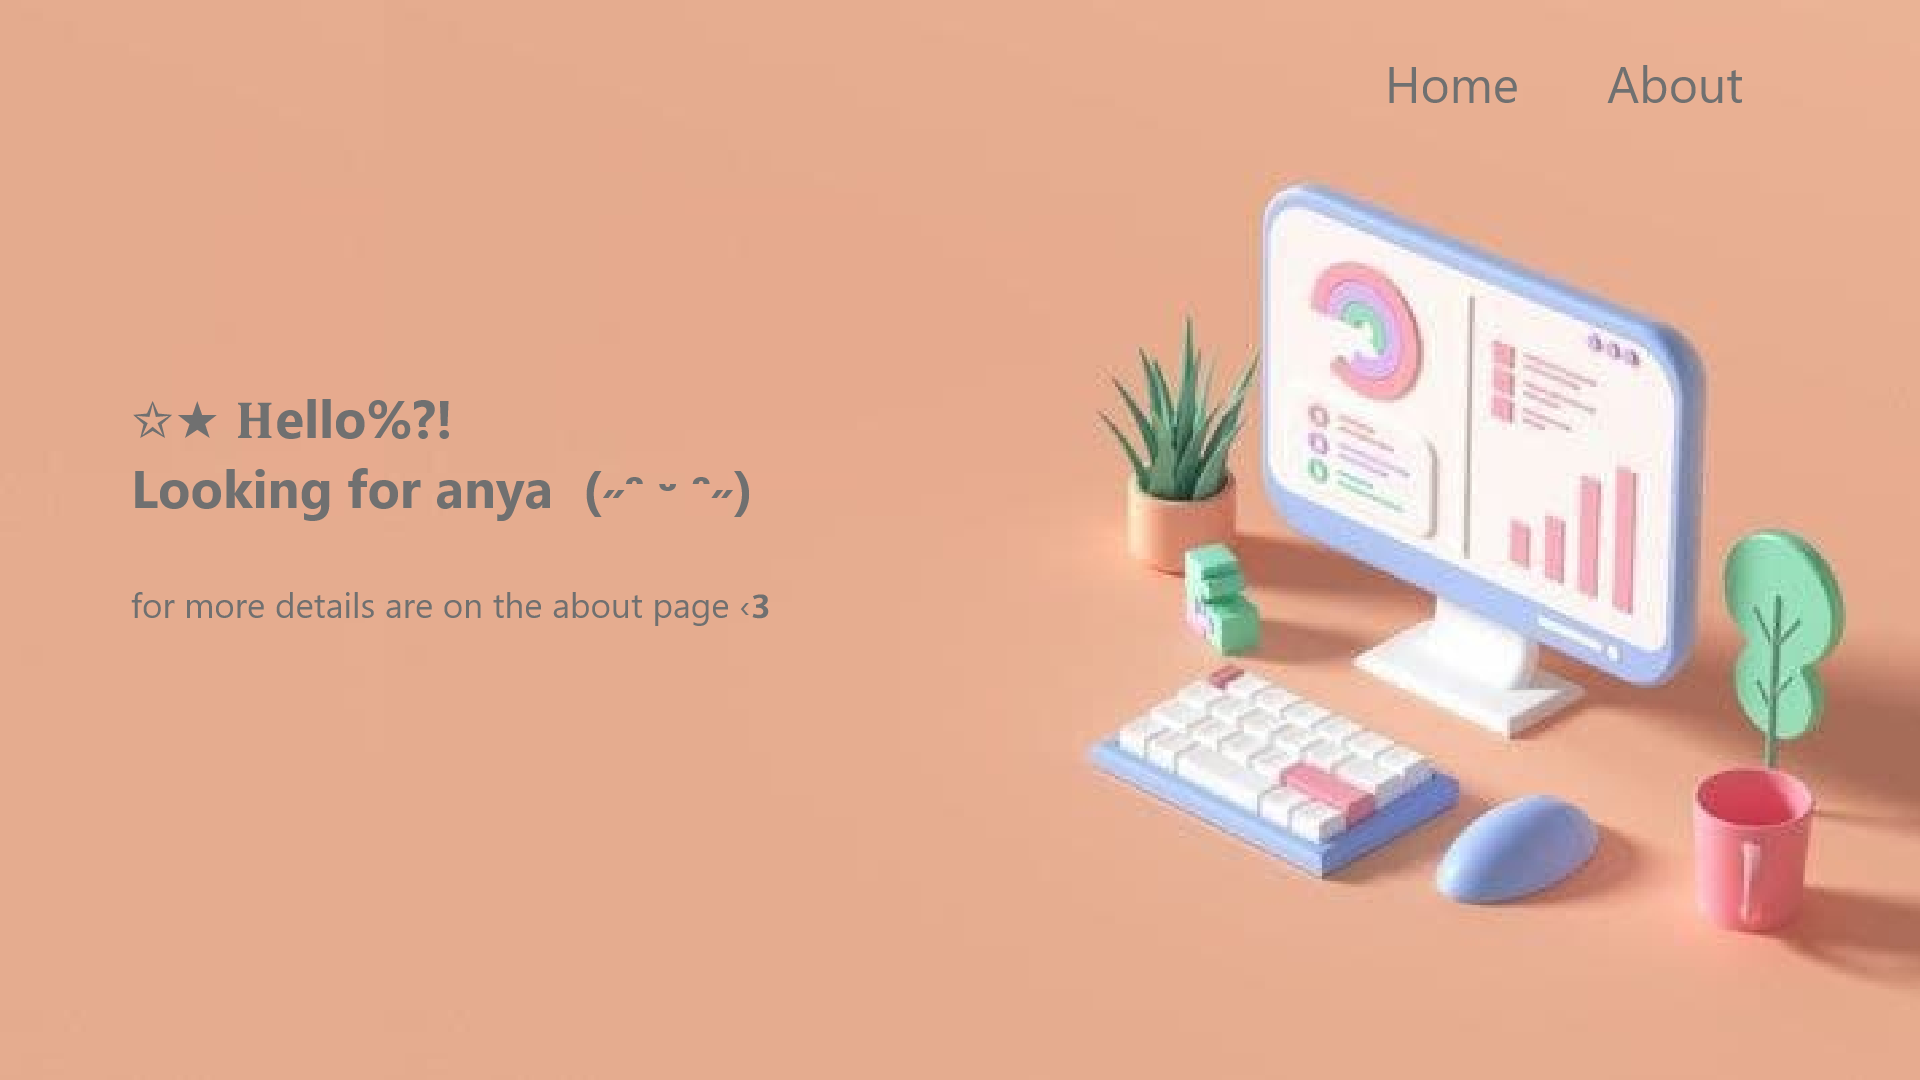 Home About
☆★ 𝐇ello%?!
Looking for anya (˶ᵔ ᵕ ᵔ˶)
for more details are on the about page ‹𝟹